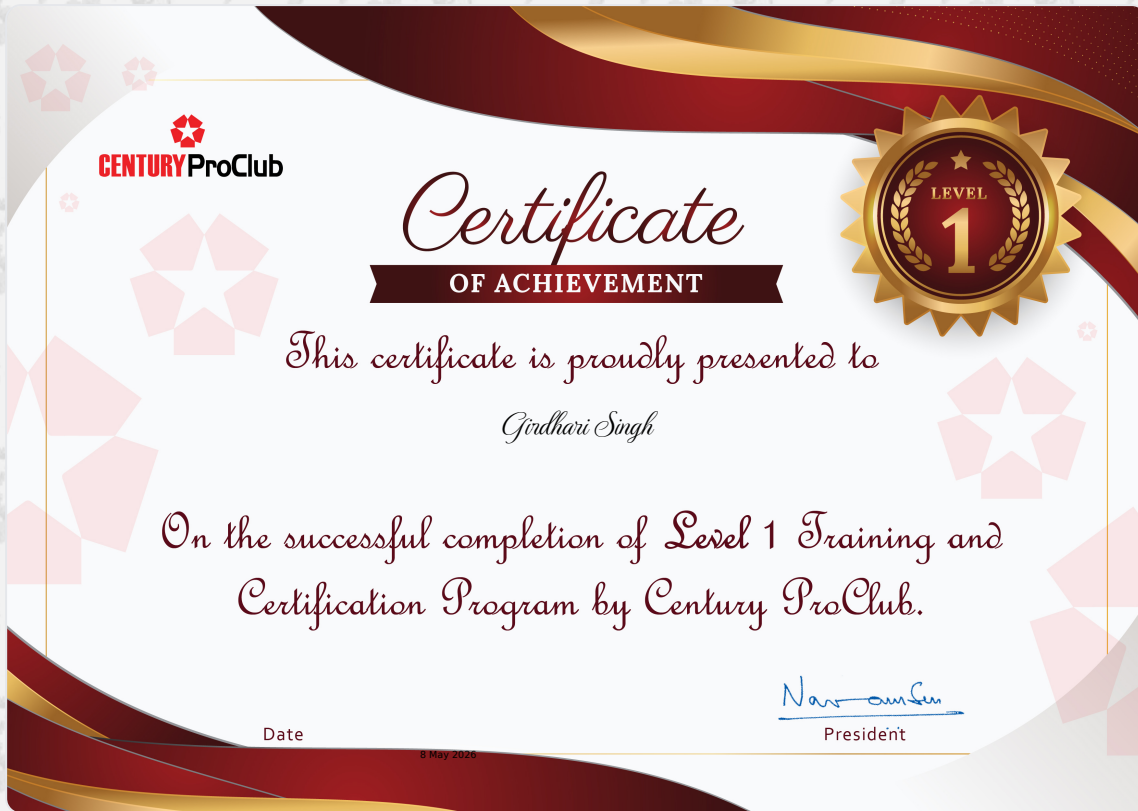 CENTURY ProClub
LEVEL
1
Certificate
OF ACHIEVEMENT
This certificate is proudly presented to
Girdhari Singh
On the successful completion of Level 1 Training and
Certification Program by Century ProClub.
Date
President
8 May 2026